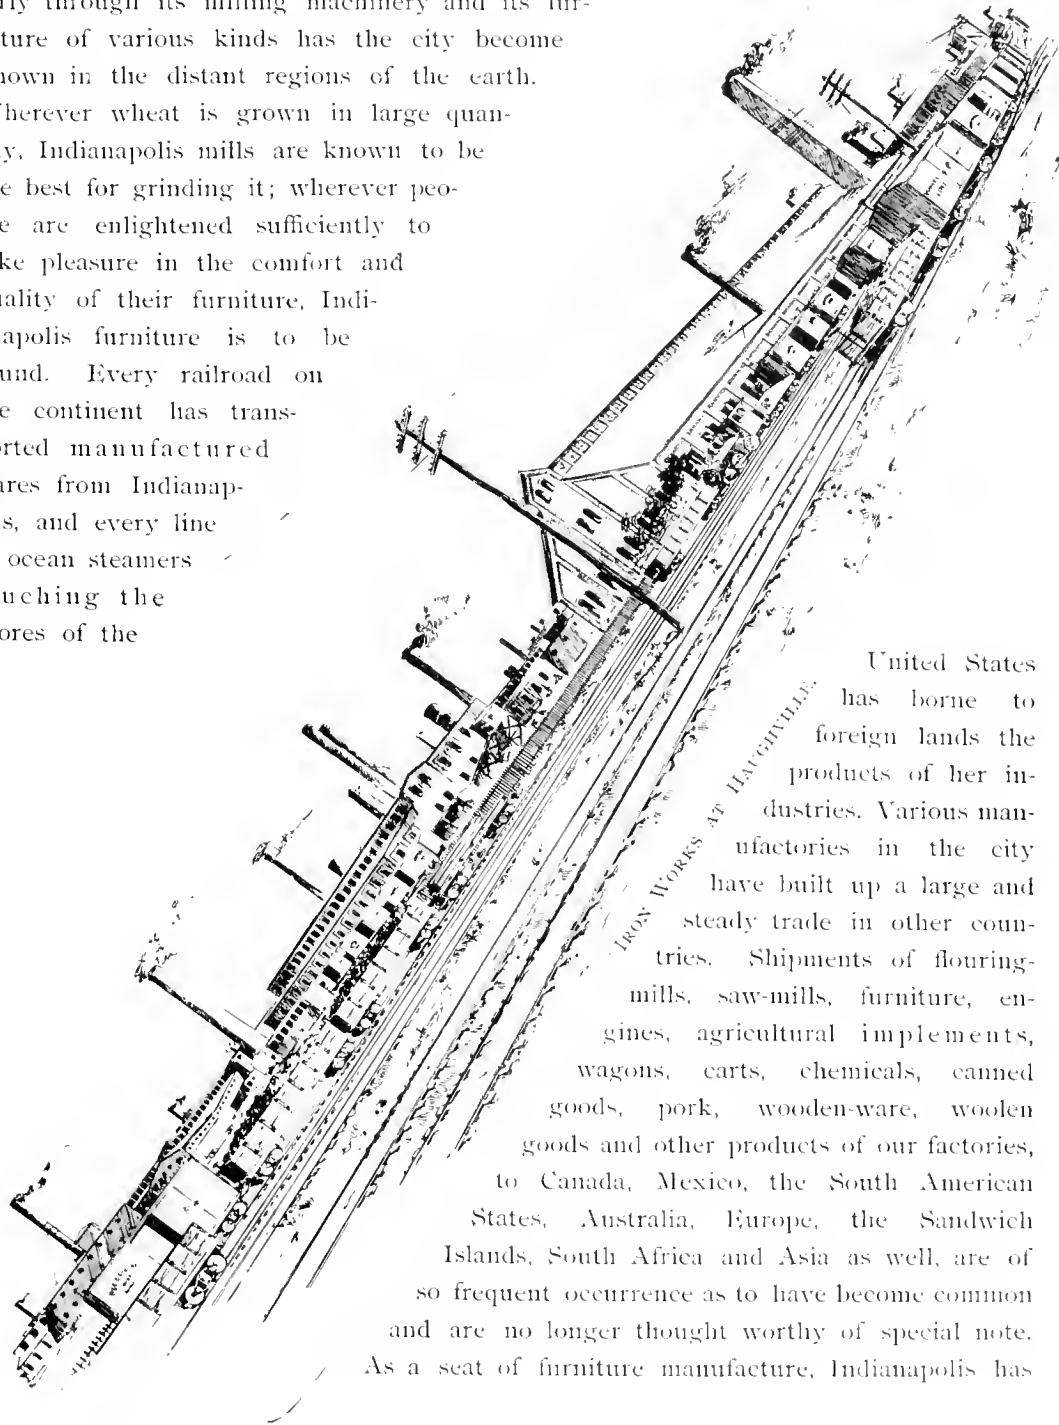 through its milling machinery and its fur-
ture of various kinds has the city become
nown in the distant regions of the earth.
herever wheat is grown in large quan-
y, Indianapolis mills are known to be
e best for grinding it; wherever peo-
e are enlightened sufficiently to
ke pleasure in the comfort and
uality of their furniture, Indi-
apolis furniture is to be
und. Every railroad on
e continent has trans-
orted manufactured
ares from Indianap-
s, and every line
ocean steamers
uching the
ores of the
IRON WORKS AT HAUGHVILLE.
United States
has borne to
foreign lands the
products of her in-
dustries. Various man-
ufactories in the city
have built up a large and
steady trade in other coun-
tries. Shipments of flouring-
mills, saw-mills, furniture, en-
gines, agricultural implements,
wagons, carts, chemicals, canned
goods, pork, wooden-ware, woolen
goods and other products of our factories,
to Canada, Mexico, the South American
States, Australia, Europe, the Sandwich
Islands, South Africa and Asia as well, are of
so frequent occurrence as to have become common
and are no longer thought worthy of special note.
As a seat of furniture manufacture, Indianapolis has